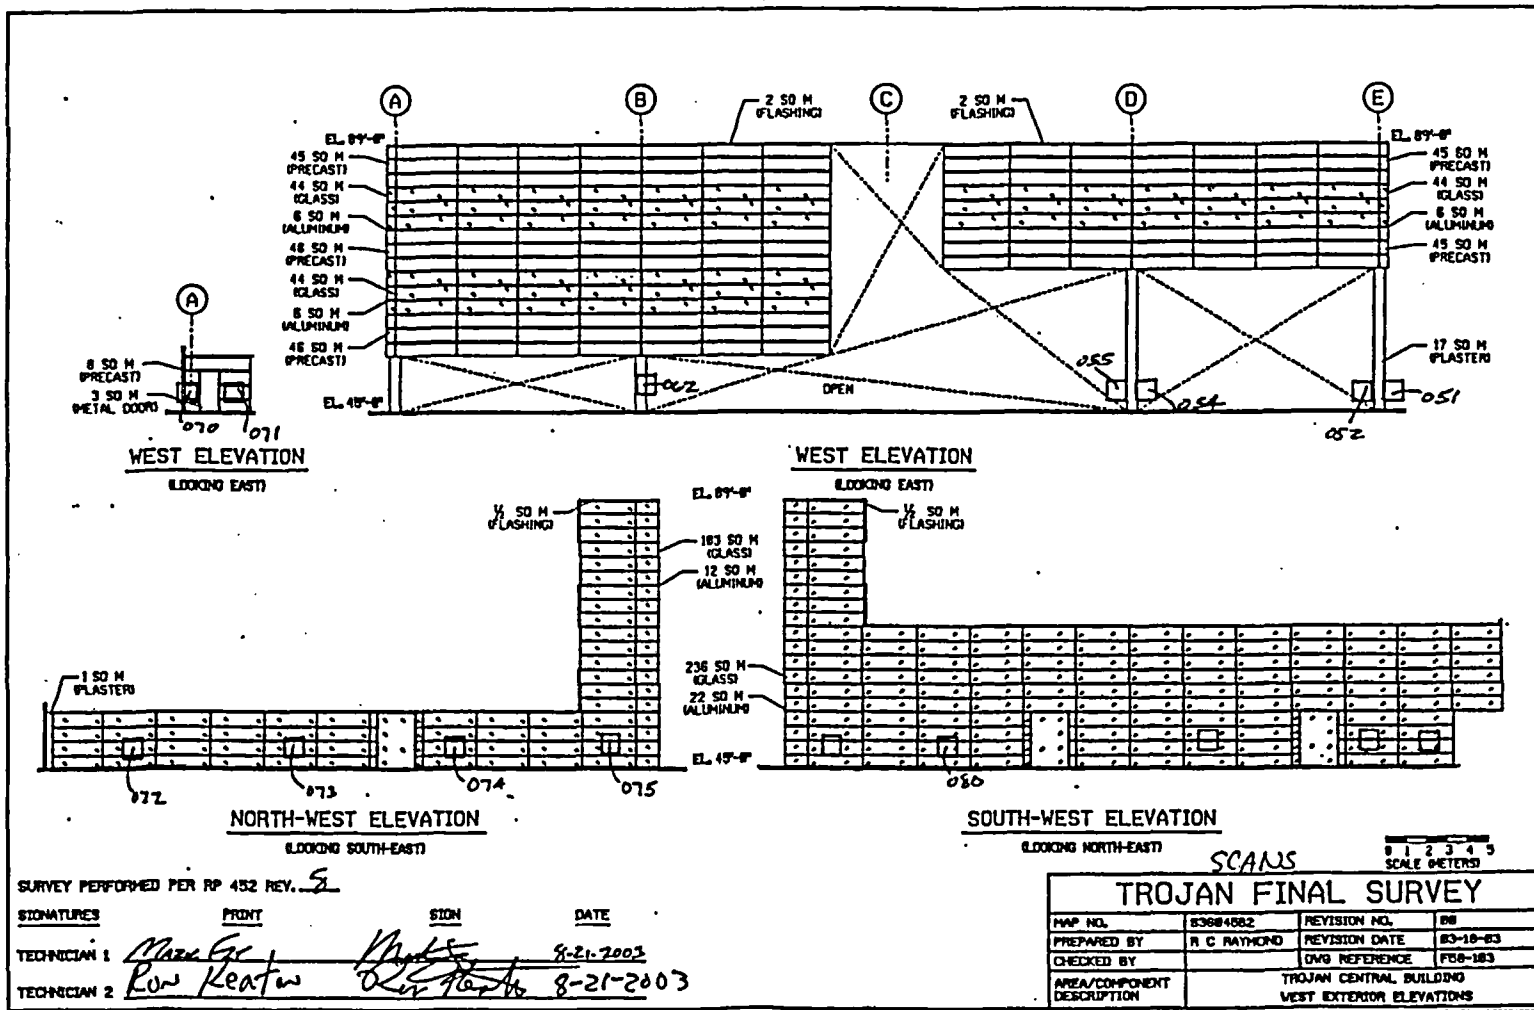 A
B
C
D
E
2 SQ M
(FLASHING)
2 SQ M
(FLASHING)
EL. 89'-0"
45 SQ M
(PRECAST)
44 SQ M
(GLASS)
6 SQ M
(ALUMINUM)
46 SQ M
(PRECAST)
44 SQ M
(GLASS)
6 SQ M
(ALUMINUM)
46 SQ M
(PRECAST)
EL. 45'-0"
EL. 89'-0"
45 SQ M
(PRECAST)
44 SQ M
(GLASS)
6 SQ M
(ALUMINUM)
45 SQ M
(PRECAST)
17 SQ M
(PLASTER)
OPEN
062
055
054
052
051
A
8 SQ M
(PRECAST)
3 SQ M
(METAL DOOR)
070
071
WEST ELEVATION
(LOOKING EAST)
WEST ELEVATION
(LOOKING EAST)
½ SQ M
(FLASHING)
EL. 89'-0"
183 SQ M
(GLASS)
12 SQ M
(ALUMINUM)
½ SQ M
(FLASHING)
1 SQ M
(PLASTER)
236 SQ M
(GLASS)
22 SQ M
(ALUMINUM)
EL. 45'-0"
072
073
074
075
080
NORTH-WEST ELEVATION
(LOOKING SOUTH-EAST)
SOUTH-WEST ELEVATION
(LOOKING NORTH-EAST)
0 1 2 3 4 5
SCALE (METERS)
SCANS
SURVEY PERFORMED PER RP 452 REV.
SIGNATURES PRINT SIGN DATE
TECHNICIAN 1 8-21-2003
TECHNICIAN 2 Ron Keaton 8-21-2003
TROJAN FINAL SURVEY
MAP NO. REVISION NO.
PREPARED BY R C RAYMOND REVISION DATE 03-18-03
CHECKED BY DWG REFERENCE
AREA/COMPONENT DESCRIPTION TROJAN CENTRAL BUILDING
WEST EXTERIOR ELEVATIONS